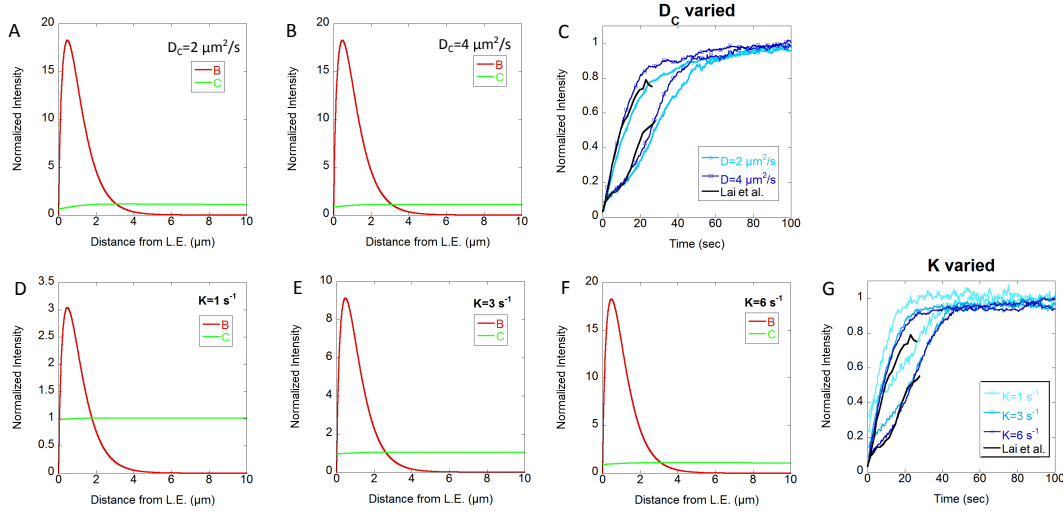 A
Normalized Intensity
20
15
10
5
0
0 2 4 6 8 10
Distance from L.E. (µm)
D_C=2 µm²/s
B
C
B
Normalized Intensity
20
15
10
5
0
0 2 4 6 8 10
Distance from L.E. (µm)
D_C=4 µm²/s
B
C
D_C varied
C
Normalized Intensity
1
0.8
0.6
0.4
0.2
0
0 20 40 60 80 100
Time (sec)
D=2 µm²/s
D=4 µm²/s
Lai et al.
D
Normalized Intensity
3.5
3
2.5
2
1.5
1
0.5
0
0 2 4 6 8 10
Distance from L.E. (µm)
K=1 s⁻¹
B
C
E
Normalized Intensity
10
8
6
4
2
0
0 2 4 6 8 10
Distance from L.E. (µm)
K=3 s⁻¹
B
C
F
Normalized Intensity
20
15
10
5
0
0 2 4 6 8 10
Distance from L.E. (µm)
K=6 s⁻¹
B
C
K varied
G
Normalized Intensity
1
0.8
0.6
0.4
0.2
0
0 20 40 60 80 100
Time (sec)
K=1 s⁻¹
K=3 s⁻¹
K=6 s⁻¹
Lai et al.